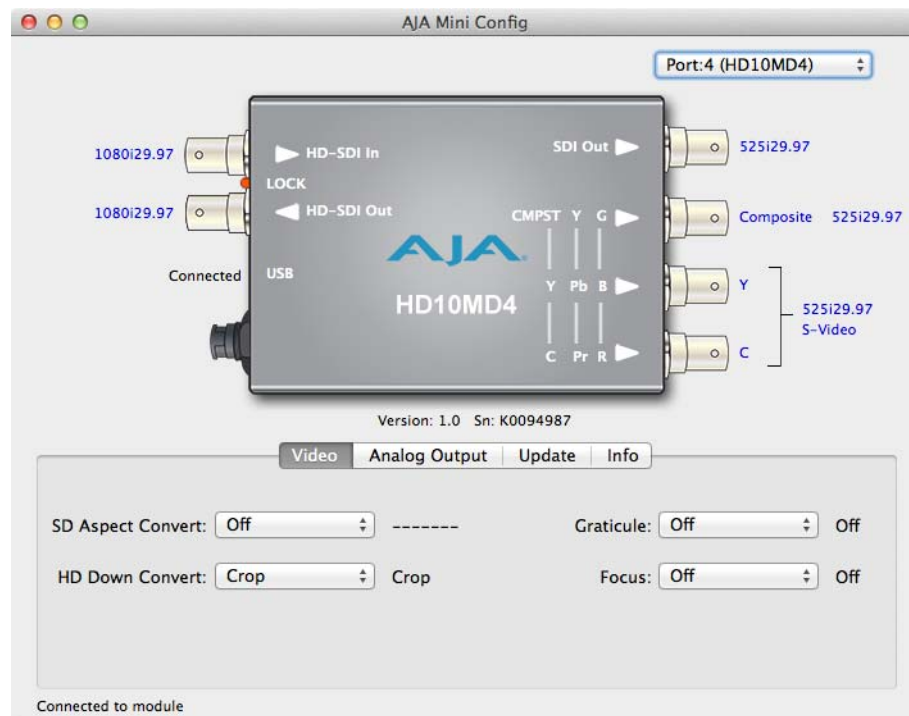 AJA Mini Config
Port:4 (HD10MD4)
1080i29.97
HD-SDI In
SDI Out
525i29.97
LOCK
1080i29.97
HD-SDI Out
CMPST Y G
Composite 525i29.97
AJA
Connected
USB
Y Pb B
Y
HD10MD4
525i29.97
S-Video
C Pr R
C
Version: 1.0 Sn: K0094987
Video Analog Output Update Info
SD Aspect Convert: Off -------
Graticule: Off Off
HD Down Convert: Crop Crop
Focus: Off Off
Connected to module